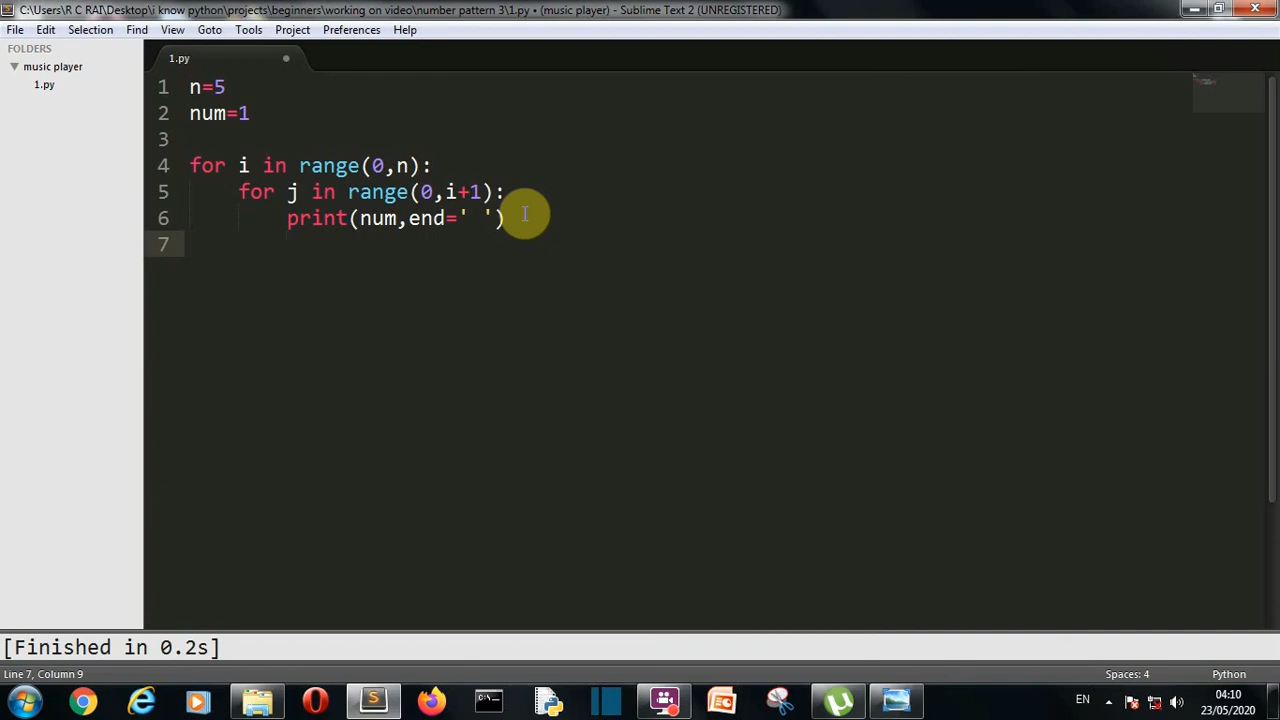 C:\Users\R C RAI\Desktop\i know python\projects\beginners\working on video\number pattern 3\1.py • (music player) - Sublime Text 2 (UNREGISTERED)
File Edit Selection Find View Goto Tools Project Preferences Help
FOLDERS
music player
1.py
1.py
1 n=5
2 num=1
3
4 for i in range(0,n):
5     for j in range(0,i+1):
6         print(num,end=' ')
7
[Finished in 0.2s]
Line 7, Column 9
Spaces: 4
Python
EN
04:10
23/05/2020